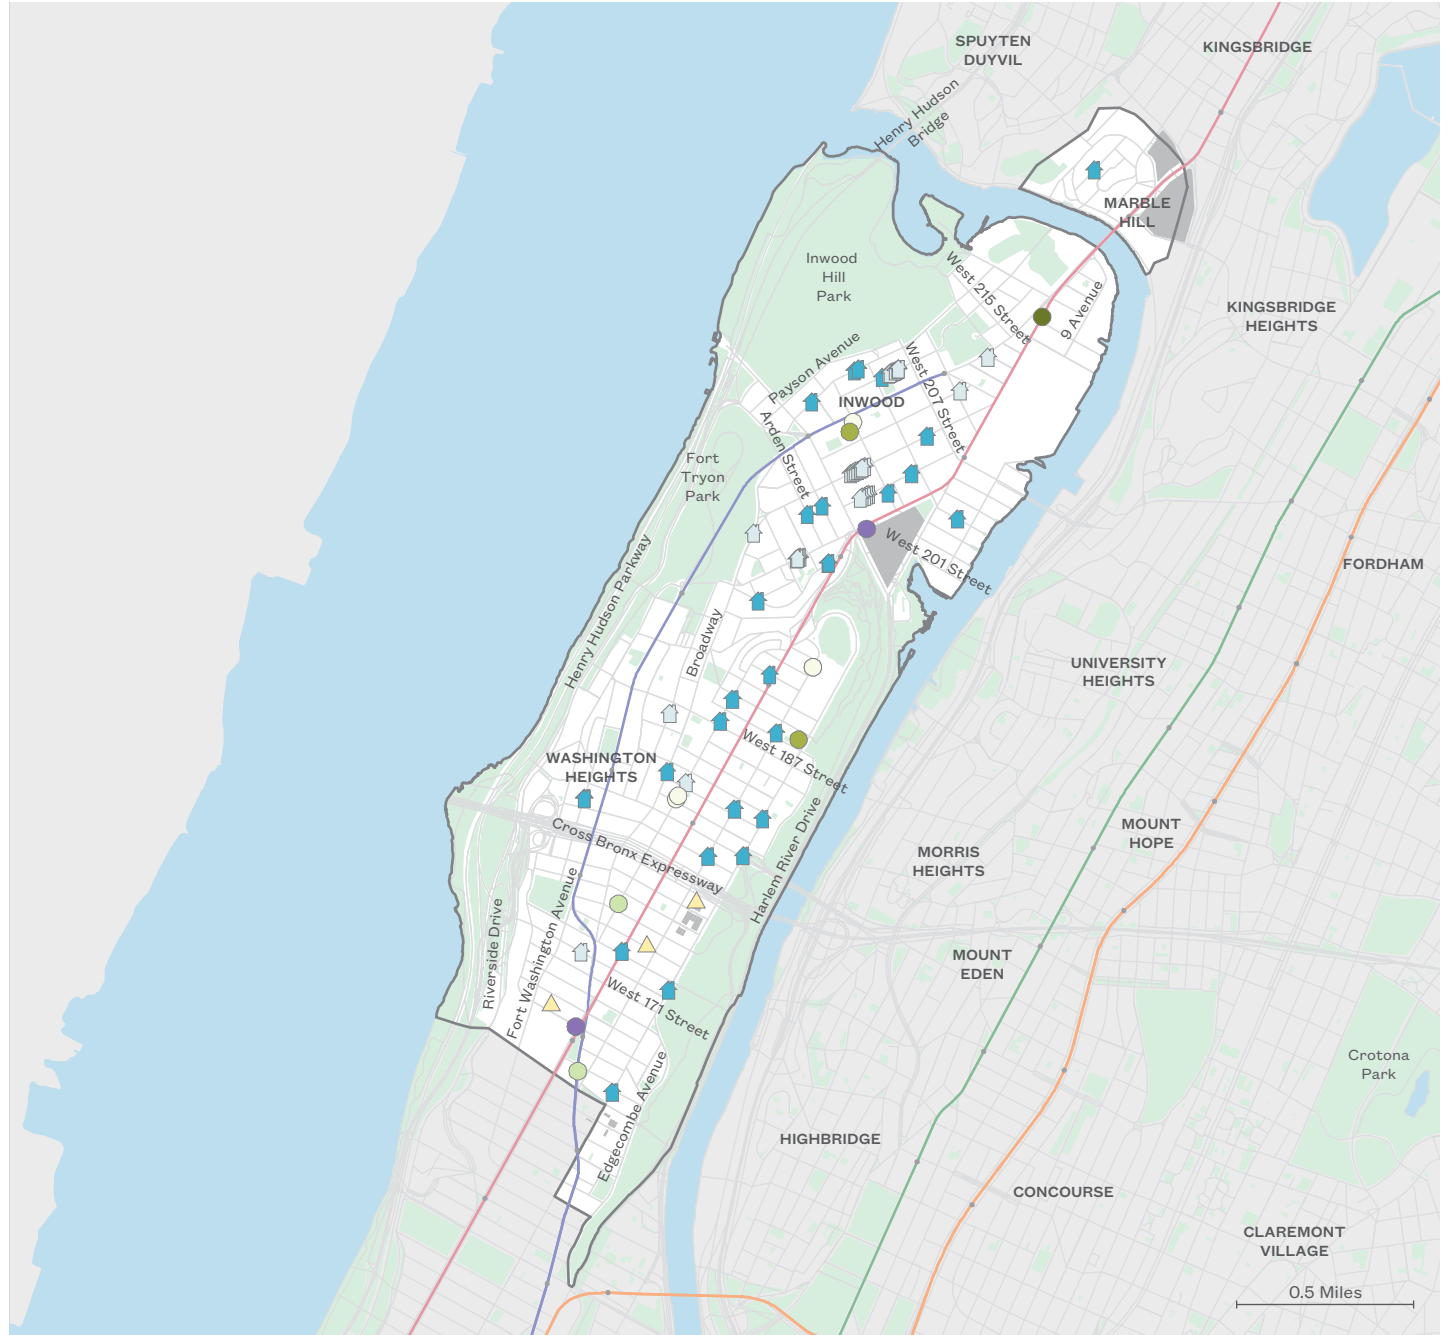 SPUYTEN
DUYVIL
KINGSBRIDGE
Henry Hudson
Bridge
MARBLE
HILL
Inwood
Hill
Park
West 215 Street
9 Avenue
KINGSBRIDGE
HEIGHTS
Payson Avenue
West 207 Street
INWOOD
Arden Street
Fort
Tryon
Park
West 201 Street
FORDHAM
Henry Hudson Parkway
Broadway
UNIVERSITY
HEIGHTS
West 187 Street
WASHINGTON
HEIGHTS
Cross Bronx Expressway
Harlem River Drive
MOUNT
HOPE
MORRIS
HEIGHTS
Riverside Drive
Fort Washington Avenue
MOUNT
EDEN
West 171 Street
Edgecombe Avenue
Crotona
Park
HIGHBRIDGE
CONCOURSE
CLAREMONT
VILLAGE
0.5 Miles